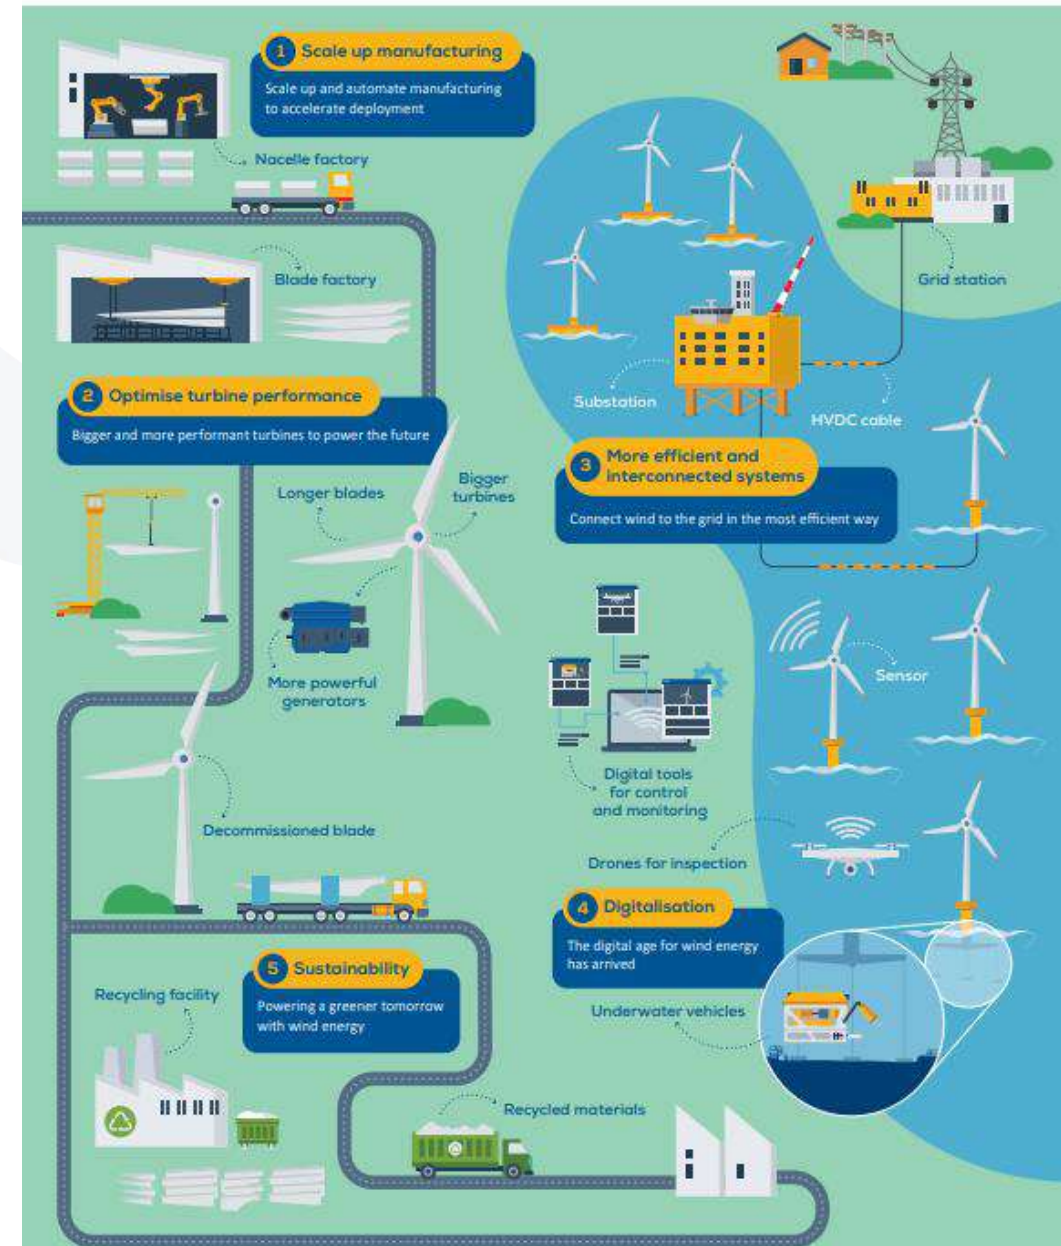 1 Scale up manufacturing
Scale up and automate manufacturing
to accelerate deployment
Nacelle factory
Blade factory
Grid station
Substation
HVDC cable
2 Optimise turbine performance
Bigger and more performant turbines to power the future
3 More efficient and
interconnected systems
Connect wind to the grid in the most efficient way
Longer blades
Bigger
turbines
More powerful
generators
Sensor
Digital tools
for control
and monitoring
Decommissioned blade
Drones for inspection
4 Digitalisation
The digital age for wind energy
has arrived
5 Sustainability
Powering a greener tomorrow
with wind energy
Recycling facility
Underwater vehicles
Recycled materials